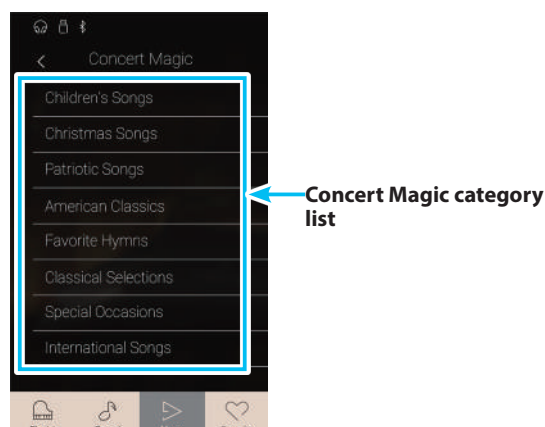 Concert Magic
Children's Songs
Christmas Songs
Patriotic Songs
American Classics
Favorite Hymns
Classical Selections
Special Occasions
International Songs
Concert Magic category
list